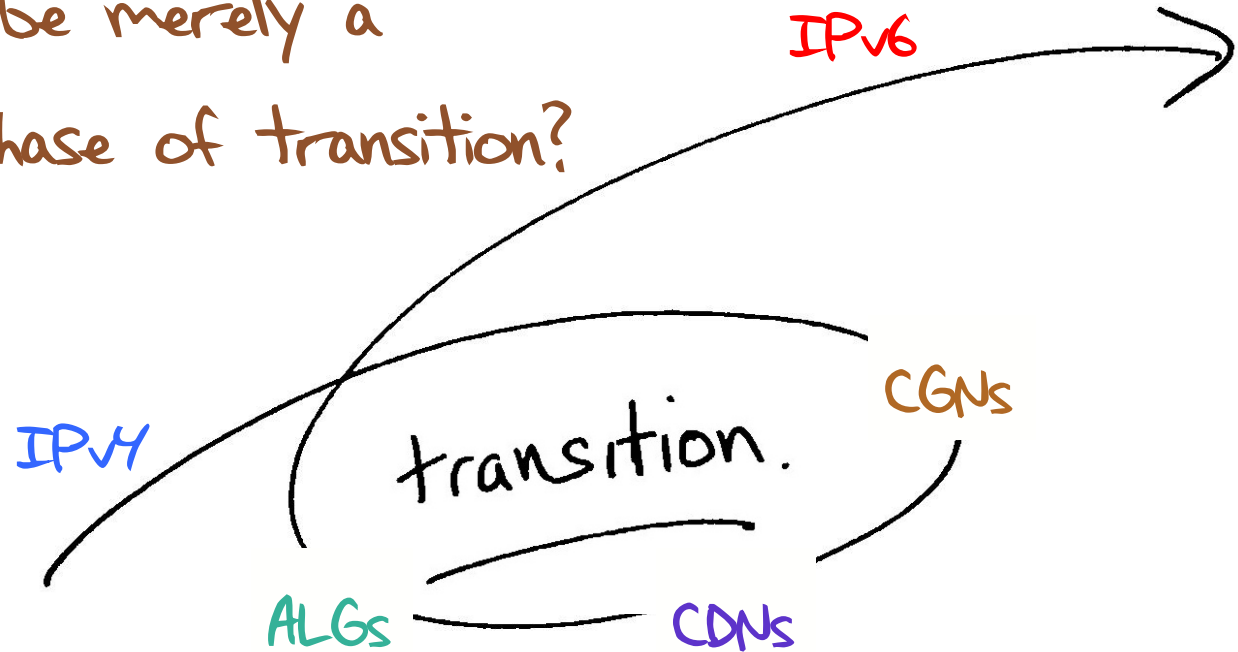 be merely a
IPv6
hase of transition?
CGNs
IPv4
transition.
ALGs
CDNs